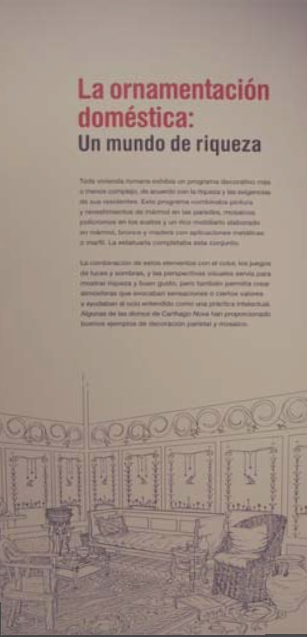 La ornamentación
doméstica:
Un mundo de riqueza
Toda vivienda romana exhibía un programa decorativo más
o menos complejo, de acuerdo con la riqueza y las exigencias
de sus residentes. Este programa combinaba pintura
y revestimientos de mármol en las paredes, mosaicos
polícromos en los suelos y un rico mobiliario elaborado
en mármol, bronce y madera con aplicaciones metálicas
o marfil. La estatuaria completaba este conjunto.
La combinación de estos elementos con el color, los juegos
de luces y sombras, y las perspectivas visuales servía para
mostrar riqueza y buen gusto, pero también permitía crear
atmósferas que evocaban sensaciones o ciertos valores
y ayudaban al ocio entendido como una práctica intelectual.
Algunas de las domus de Carthago Nova han proporcionado
buenos ejemplos de decoración parietal y mosaico.